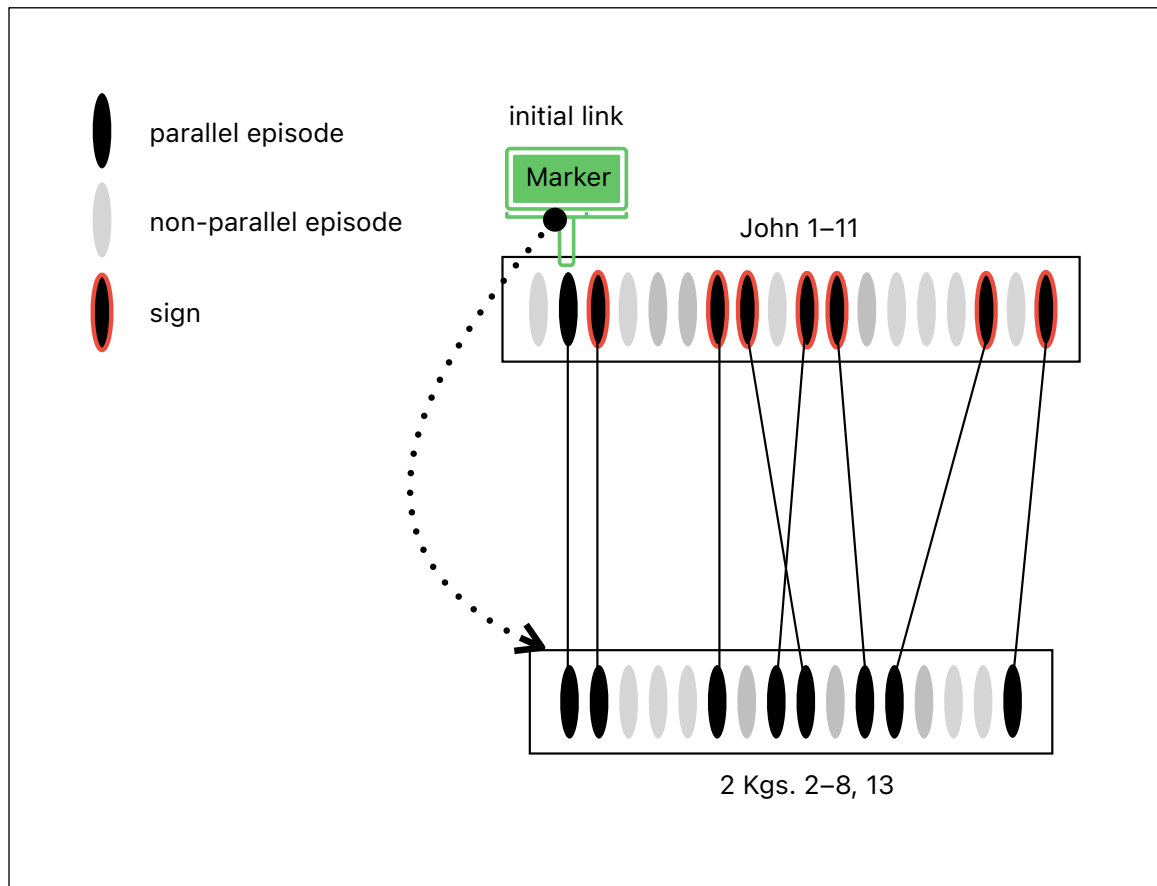 initial link
Marker
parallel episode
non-parallel episode
sign
John 1–11
2 Kgs. 2–8, 13